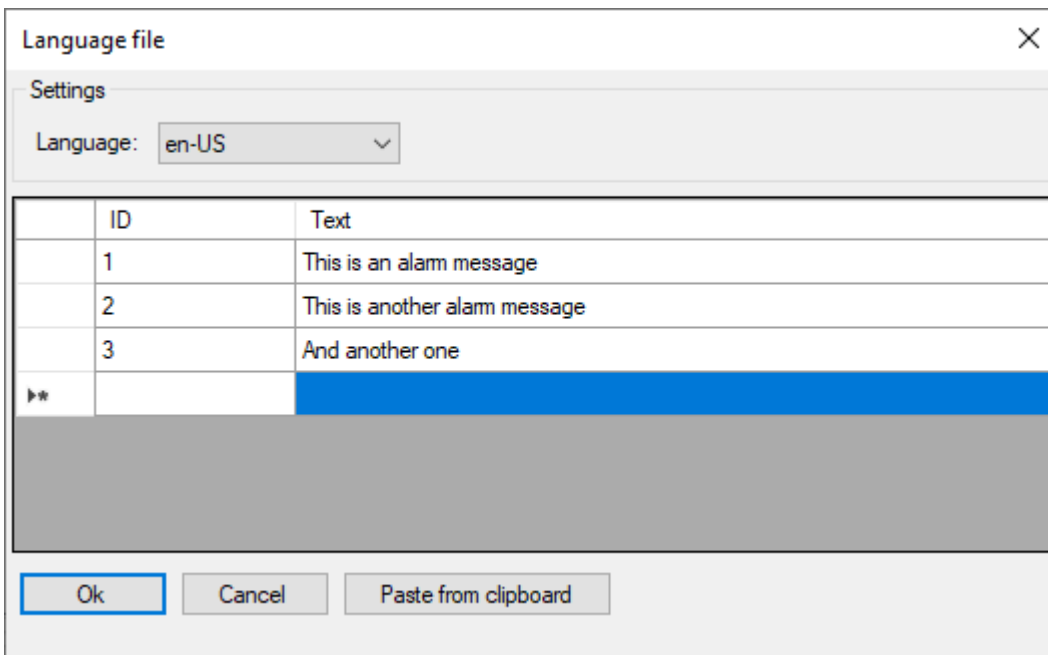 Language file
Settings
Language: en-US
ID Text
1 This is an alarm message
2 This is another alarm message
3 And another one
Ok Cancel Paste from clipboard